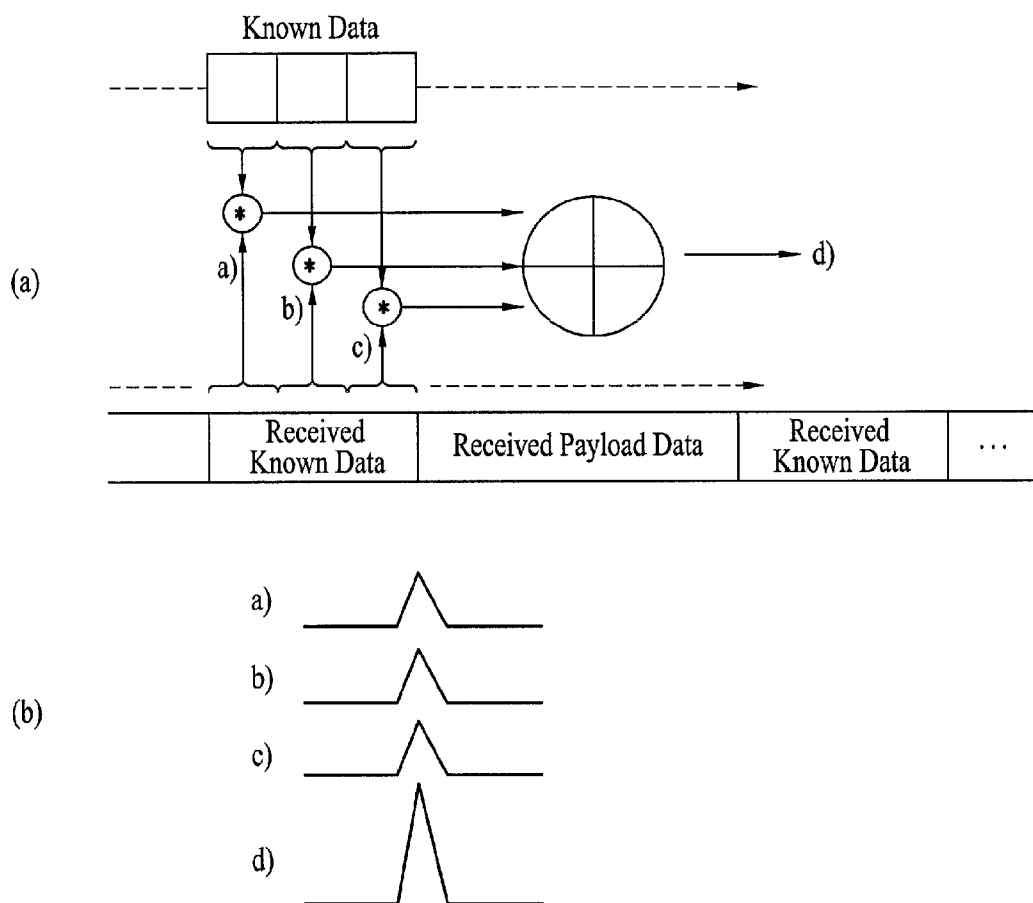 Known Data
*
a)
*
b)
*
c)
d)
(a)
Received
Known Data
Received Payload Data
Received
Known Data
...
a)
b)
(b)
c)
d)